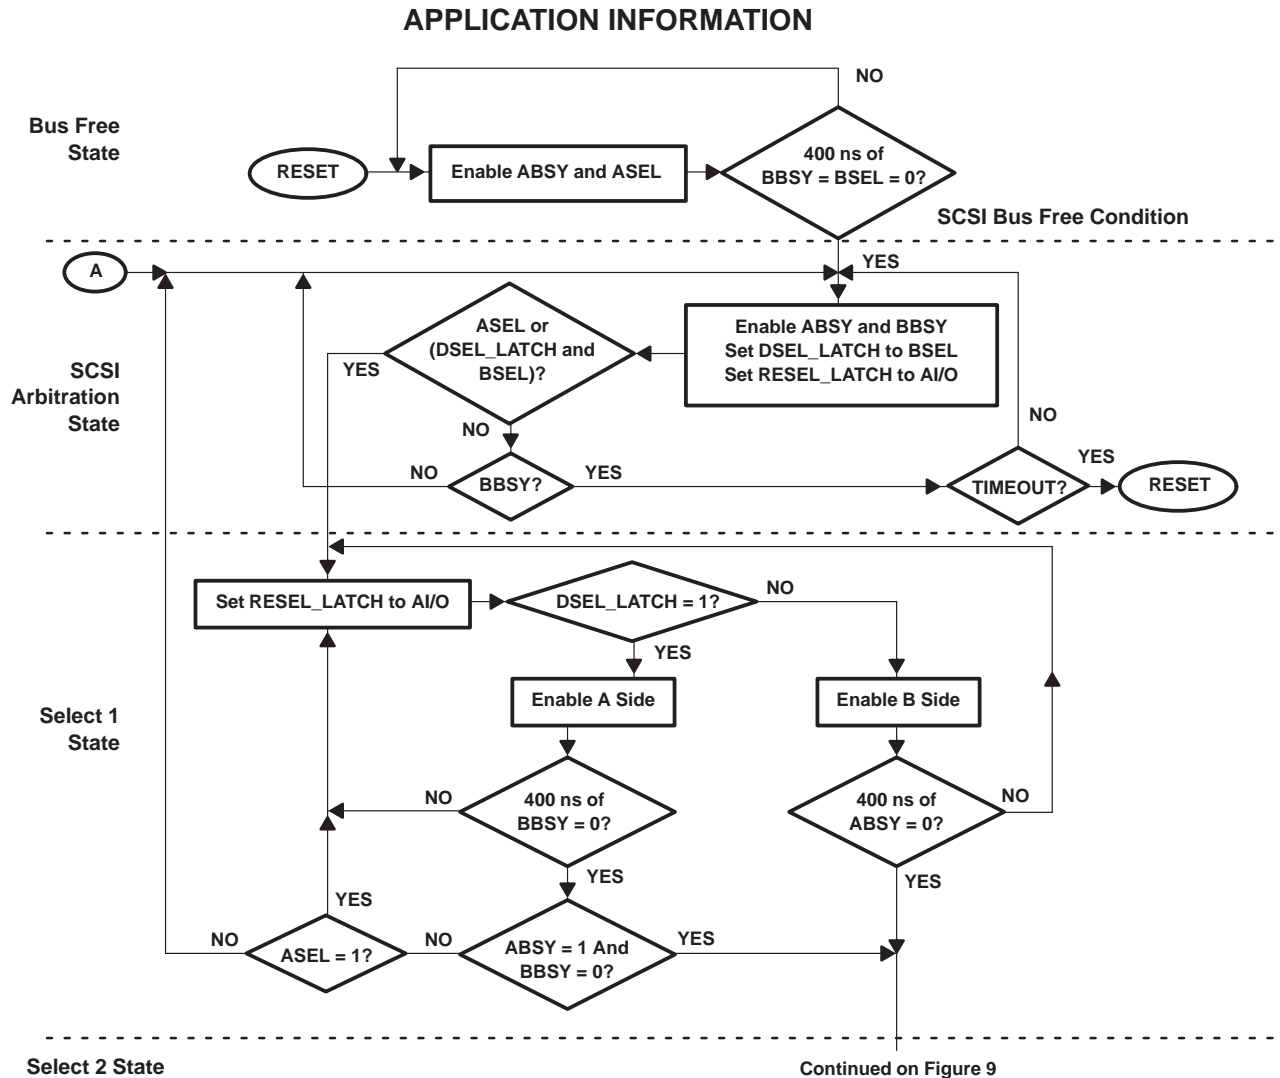 APPLICATION INFORMATION
NO
Bus Free
State
RESET
Enable ABSY and ASEL
400 ns of
BBSY = BSEL = 0?
SCSI Bus Free Condition
A
YES
SCSI
Arbitration
State
YES
ASEL or
(DSEL_LATCH and
BSEL)?
Enable ABSY and BBSY
Set DSEL_LATCH to BSEL
Set RESEL_LATCH to AI/O
NO
NO
NO
BBSY?
YES
TIMEOUT?
YES
RESET
Set RESEL_LATCH to AI/O
DSEL_LATCH = 1?
NO
YES
Select 1
State
Enable A Side
Enable B Side
NO
400 ns of
BBSY = 0?
400 ns of
ABSY = 0?
NO
YES
YES
YES
NO
ASEL = 1?
NO
ABSY = 1 And
BBSY = 0?
YES
Select 2 State
Continued on Figure 9